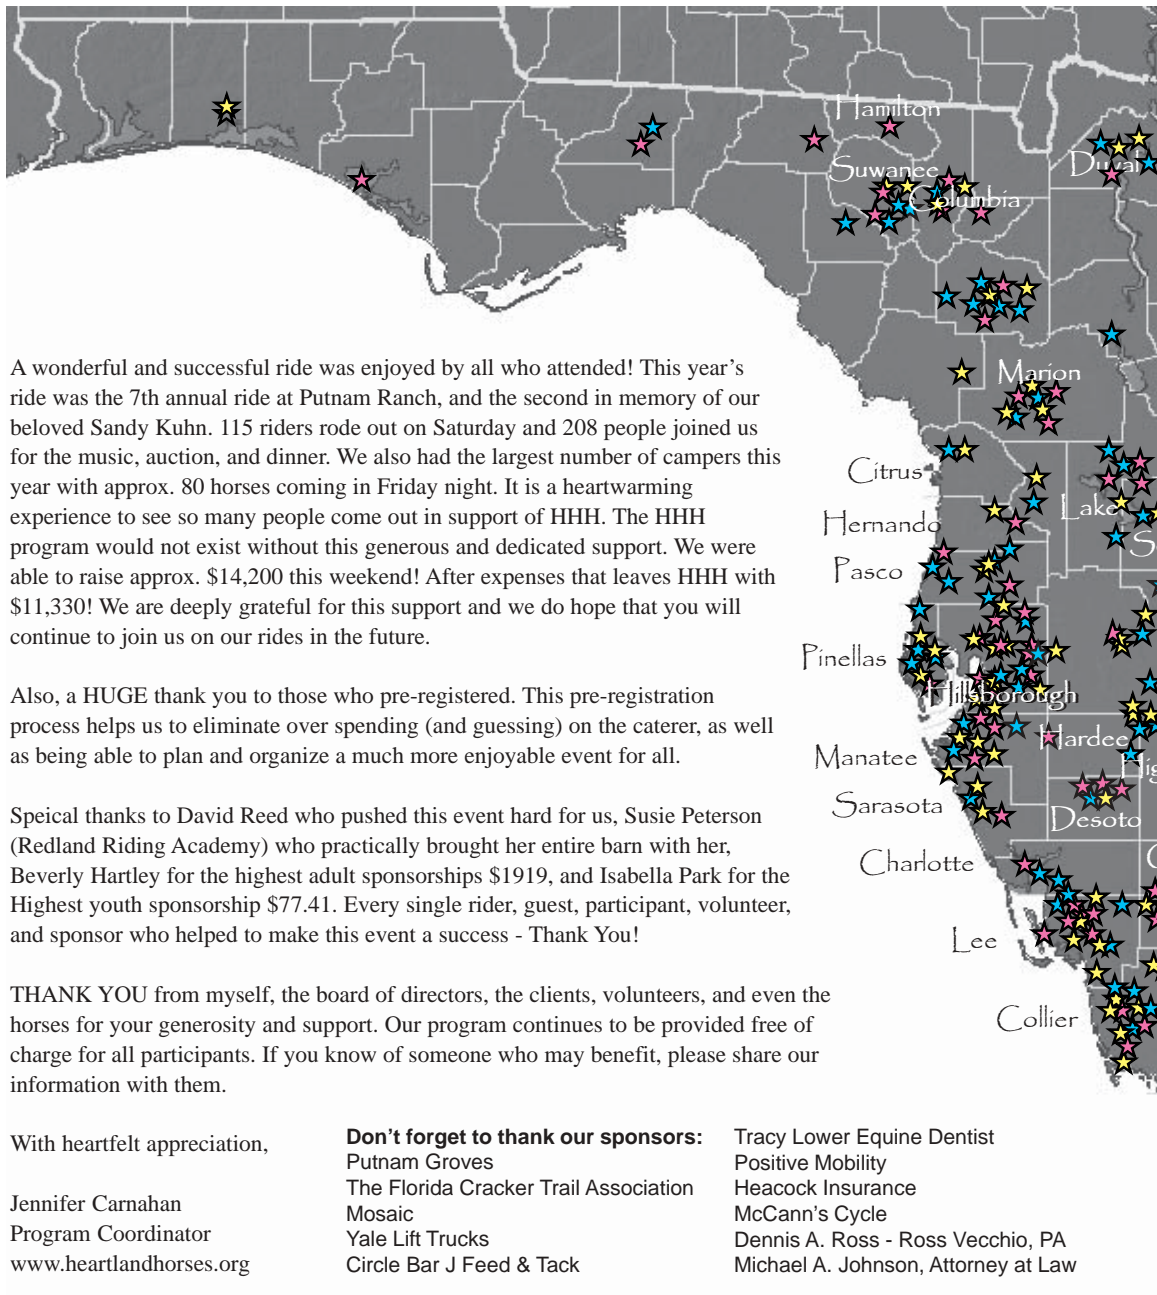 Hamilton
Suwanee
Columbia
Duval
A wonderful and successful ride was enjoyed by all who attended! This year's
ride was the 7th annual ride at Putnam Ranch, and the second in memory of our
beloved Sandy Kuhn. 115 riders rode out on Saturday and 208 people joined us
for the music, auction, and dinner. We also had the largest number of campers this
year with approx. 80 horses coming in Friday night. It is a heartwarming
experience to see so many people come out in support of HHH. The HHH
program would not exist without this generous and dedicated support. We were
able to raise approx. $14,200 this weekend! After expenses that leaves HHH with
$11,330! We are deeply grateful for this support and we do hope that you will
continue to join us on our rides in the future.
Also, a HUGE thank you to those who pre-registered. This pre-registration
process helps us to eliminate over spending (and guessing) on the caterer, as well
as being able to plan and organize a much more enjoyable event for all.
Speical thanks to David Reed who pushed this event hard for us, Susie Peterson
(Redland Riding Academy) who practically brought her entire barn with her,
Beverly Hartley for the highest adult sponsorships $1919, and Isabella Park for the
Highest youth sponsorship $77.41. Every single rider, guest, participant, volunteer,
and sponsor who helped to make this event a success - Thank You!
THANK YOU from myself, the board of directors, the clients, volunteers, and even the
horses for your generosity and support. Our program continues to be provided free of
charge for all participants. If you know of someone who may benefit, please share our
information with them.
With heartfelt appreciation,
Jennifer Carnahan
Program Coordinator
www.heartlandhorses.org
Marion
Citrus
Lake
Hernando
Pasco
Pinellas
Hillsborough
Hardee
Manatee
Sarasota
Desoto
Charlotte
Lee
Collier
Don't forget to thank our sponsors:
Putnam Groves
The Florida Cracker Trail Association
Mosaic
Yale Lift Trucks
Circle Bar J Feed & Tack
Tracy Lower Equine Dentist
Positive Mobility
Heacock Insurance
McCann's Cycle
Dennis A. Ross - Ross Vecchio, PA
Michael A. Johnson, Attorney at Law